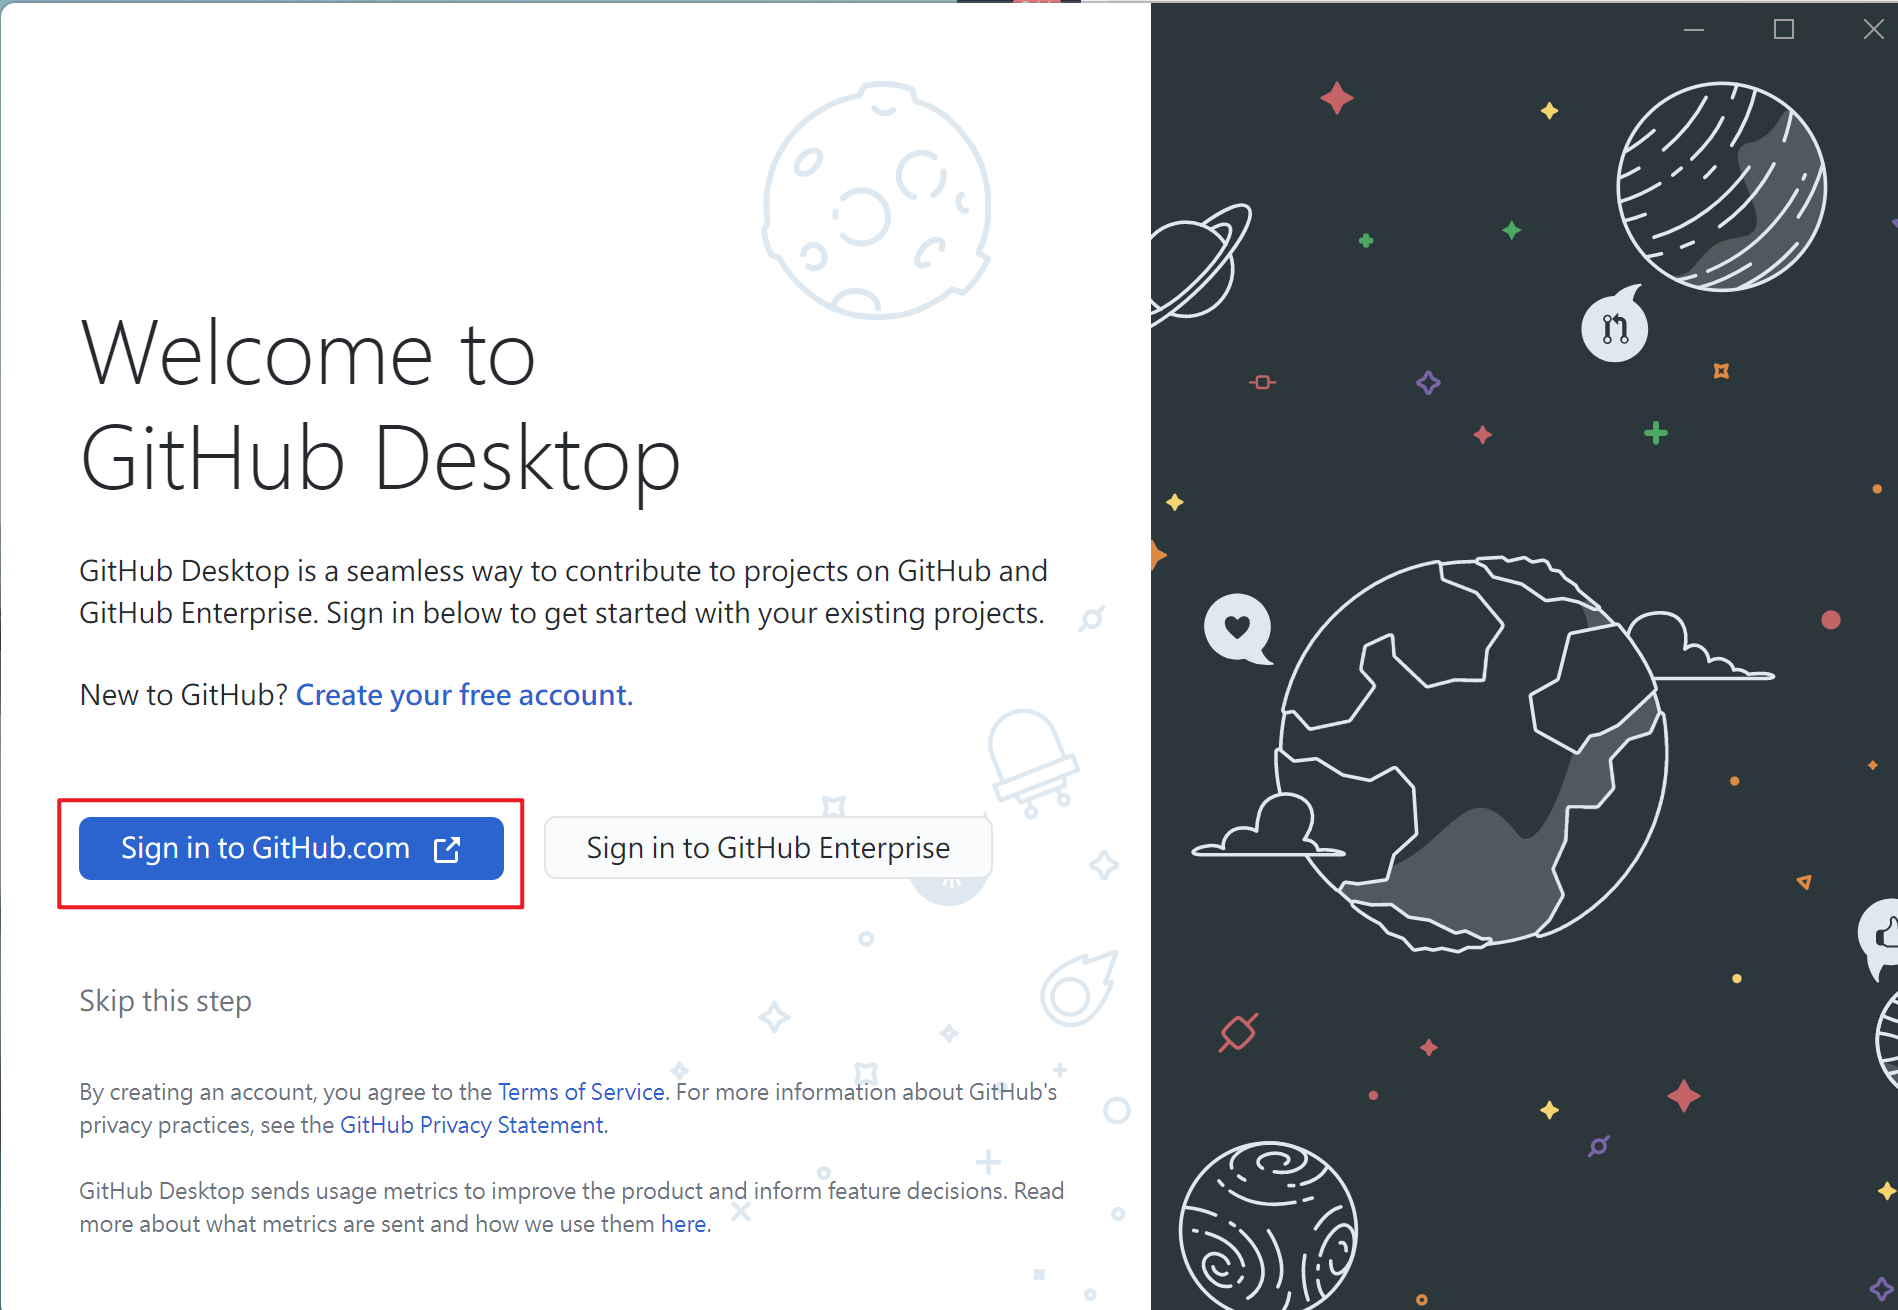 Welcome to
GitHub Desktop
GitHub Desktop is a seamless way to contribute to projects on GitHub and
GitHub Enterprise. Sign in below to get started with your existing projects.
New to GitHub? Create your free account.
Sign in to GitHub.com
Sign in to GitHub Enterprise
Skip this step
By creating an account, you agree to the Terms of Service. For more information about GitHub's
privacy practices, see the GitHub Privacy Statement.
GitHub Desktop sends usage metrics to improve the product and inform feature decisions. Read
more about what metrics are sent and how we use them here.